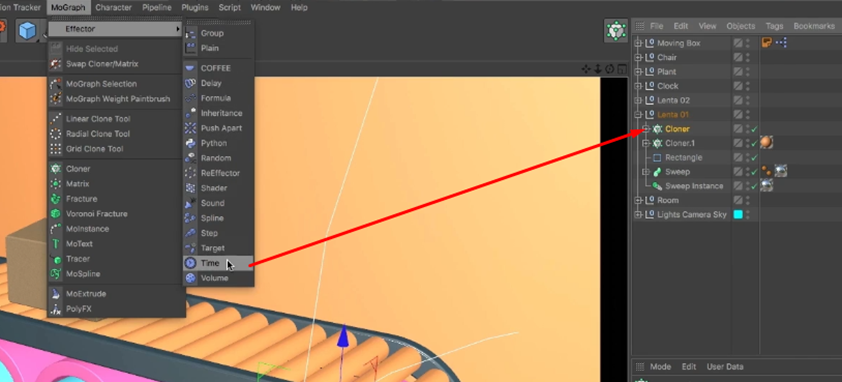 on Tracker MoGraph Character Pipeline Plugins Script Window Help
Effector
Hide Selected
Swap Cloner/Matrix
MoGraph Selection
MoGraph Weight Paintbrush
Linear Clone Tool
Radial Clone Tool
Grid Clone Tool
Cloner
Matrix
Fracture
Voronoi Fracture
MoInstance
MoText
Tracer
MoSpline
MoExtrude
PolyFX
Group
Plain
COFFEE
Delay
Formula
Inheritance
Push Apart
Python
Random
ReEffector
Shader
Sound
Spline
Step
Target
Time
Volume
File Edit View Objects Tags Bookmarks
Moving Box
Chair
Plant
Clock
Lenta 02
Lenta 01
Cloner
Cloner.1
Rectangle
Sweep
Sweep Instance
Room
Lights Camera Sky
Mode Edit User Data